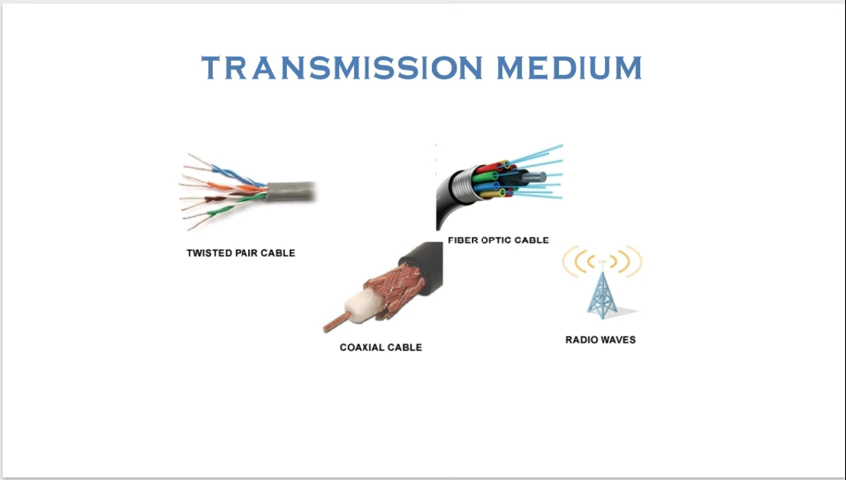 TRANSMISSION MEDIUM
TWISTED PAIR CABLE
FIBER OPTIC CABLE
COAXIAL CABLE
RADIO WAVES